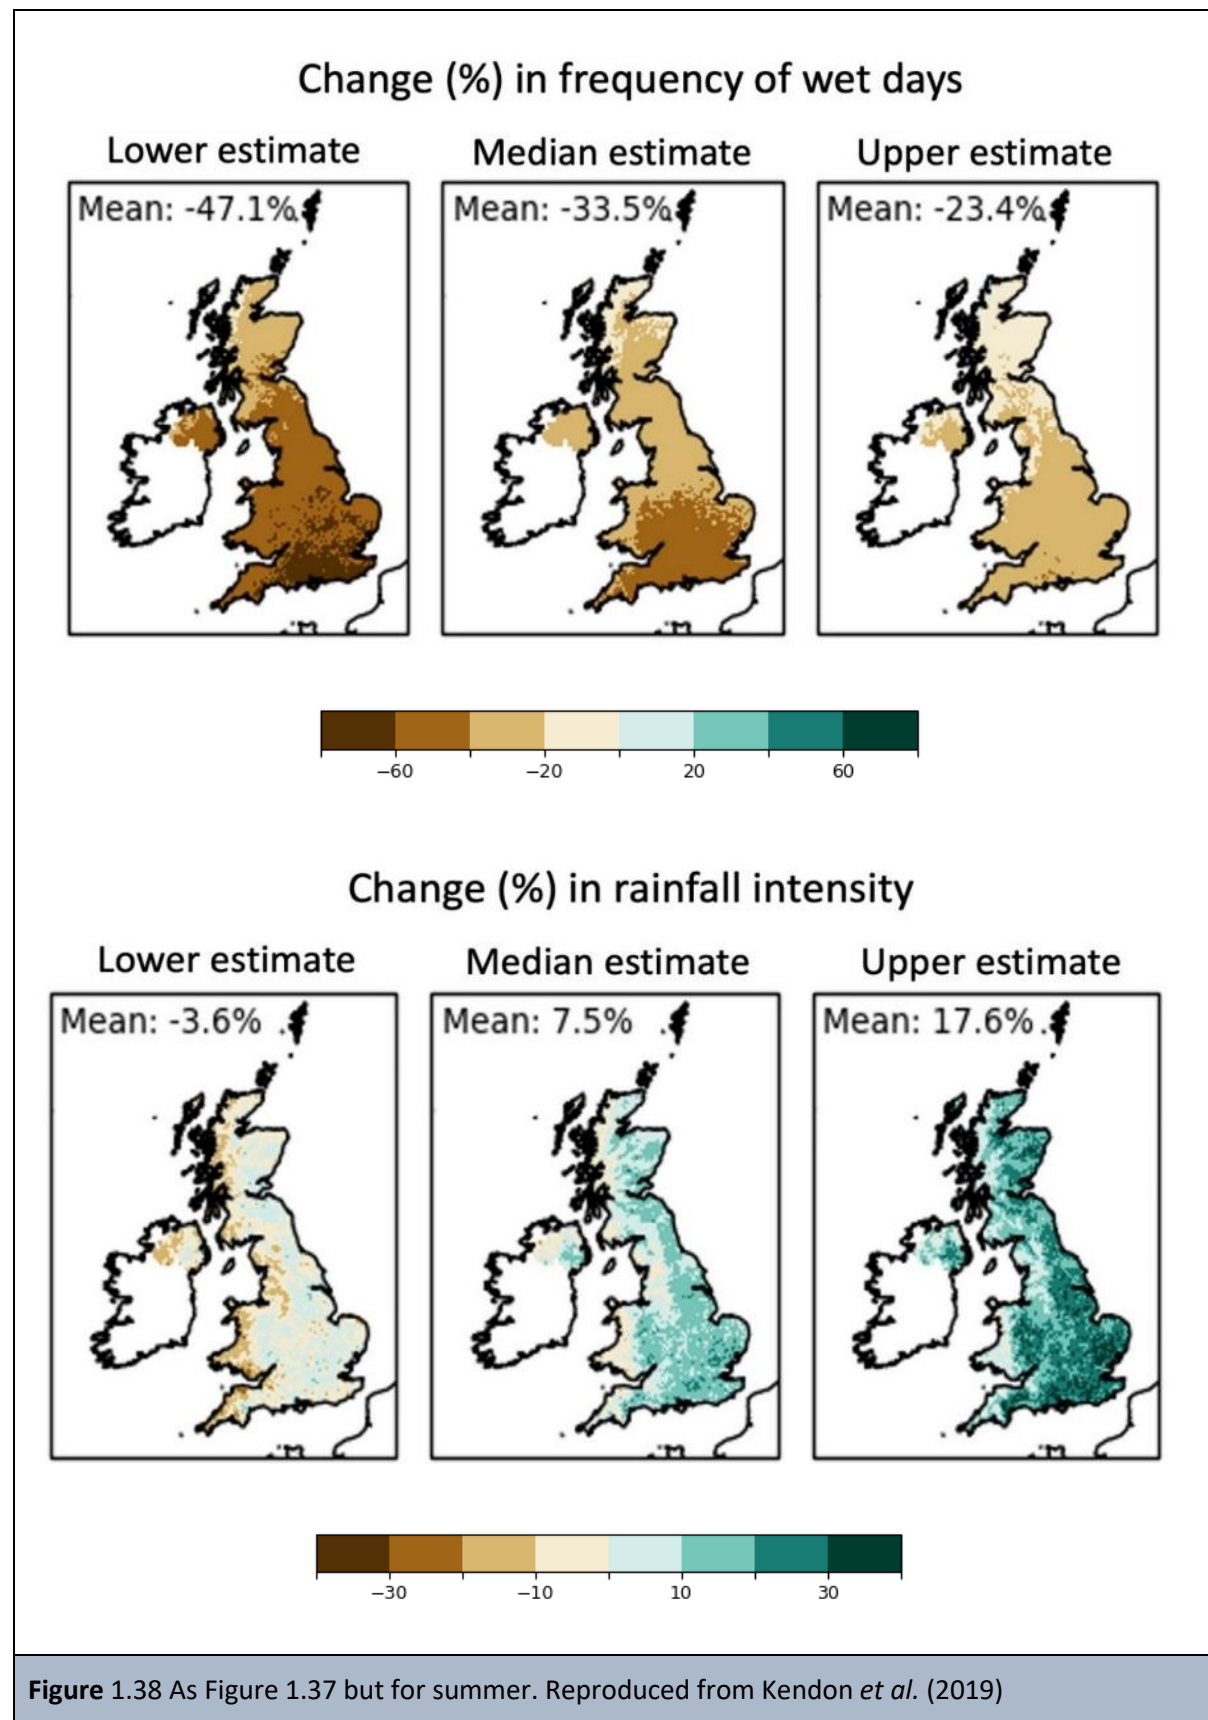 Change (%) in frequency of wet days
Lower estimate Median estimate Upper estimate
Mean: -47.1% Mean: -33.5% Mean: -23.4%
−60 −20 20 60
Change (%) in rainfall intensity
Lower estimate Median estimate Upper estimate
Mean: -3.6% Mean: 7.5% Mean: 17.6%
−30 −10 10 30
Figure 1.38 As Figure 1.37 but for summer. Reproduced from Kendon et al. (2019)